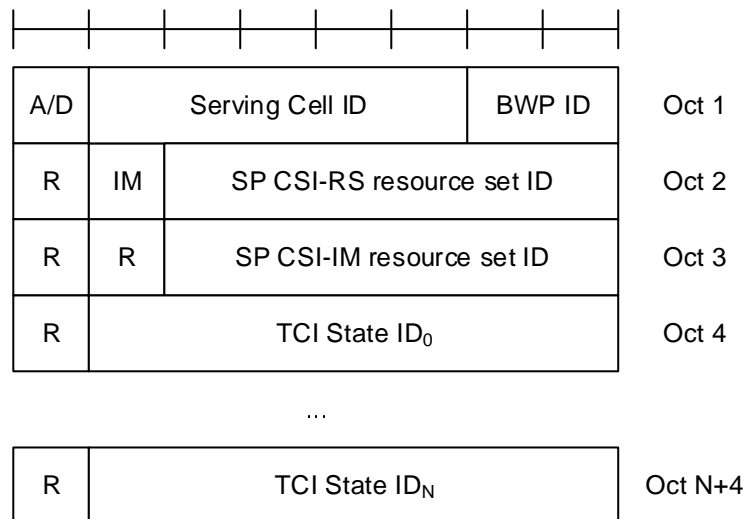 A/D Serving Cell ID BWP ID Oct 1
R IM SP CSI-RS resource set ID Oct 2
R R SP CSI-IM resource set ID Oct 3
R TCI State ID₀ Oct 4
...
R TCI State ID_N Oct N+4